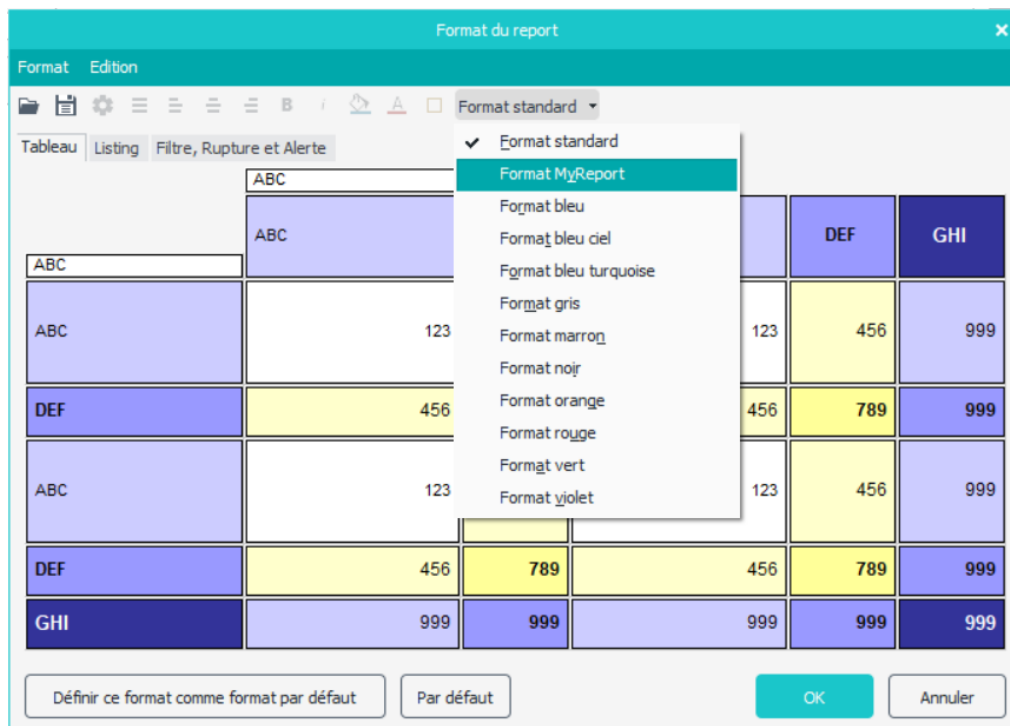 Format du report
Format Edition
B i A Format standard
Tableau Listing Filtre, Rupture et Alerte
Format standard
Format MyReport
Format bleu
Format bleu ciel
Format bleu turquoise
Format gris
Format marron
Format noir
Format orange
Format rouge
Format vert
Format violet
ABC
ABC DEF GHI
ABC
ABC 123 123 456 999
DEF 456 456 789 999
ABC 123 123 456 999
DEF 456 789 456 789 999
GHI 999 999 999 999 999
Définir ce format comme format par défaut Par défaut OK Annuler